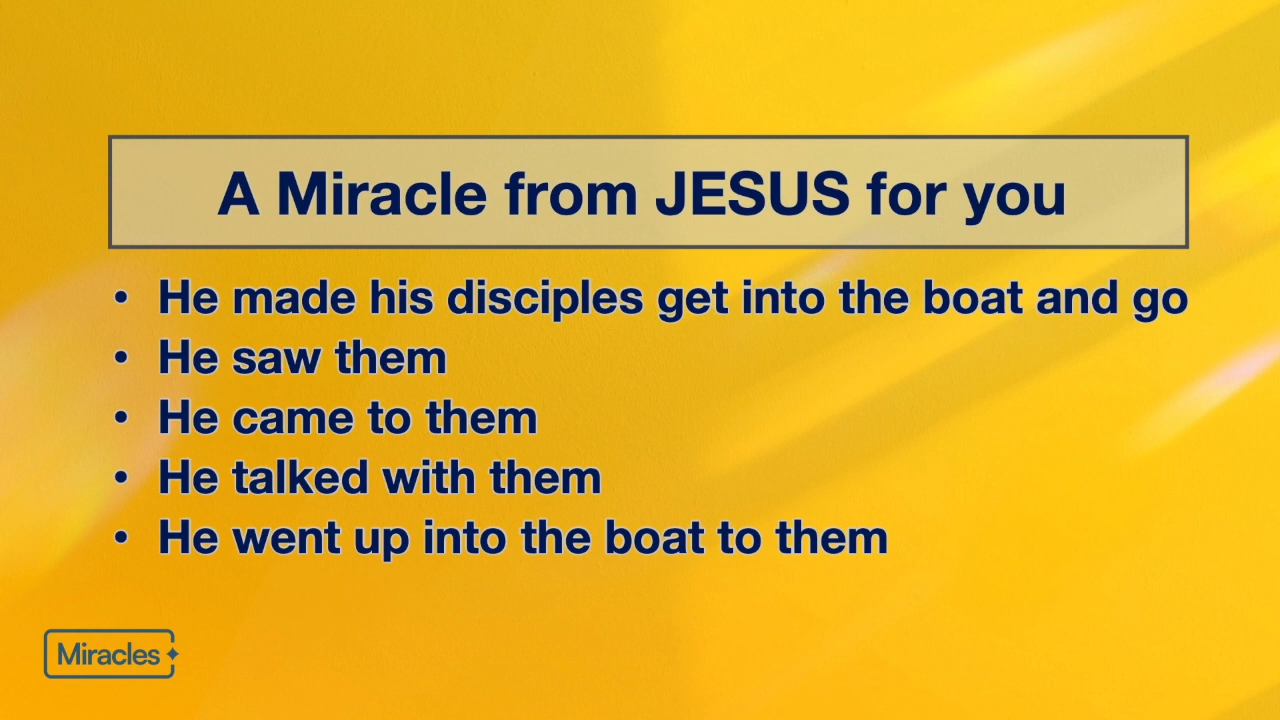 A Miracle from JESUS for you
• He made his disciples get into the boat and go
• He saw them
• He came to them
• He talked with them
• He went up into the boat to them
Miracles